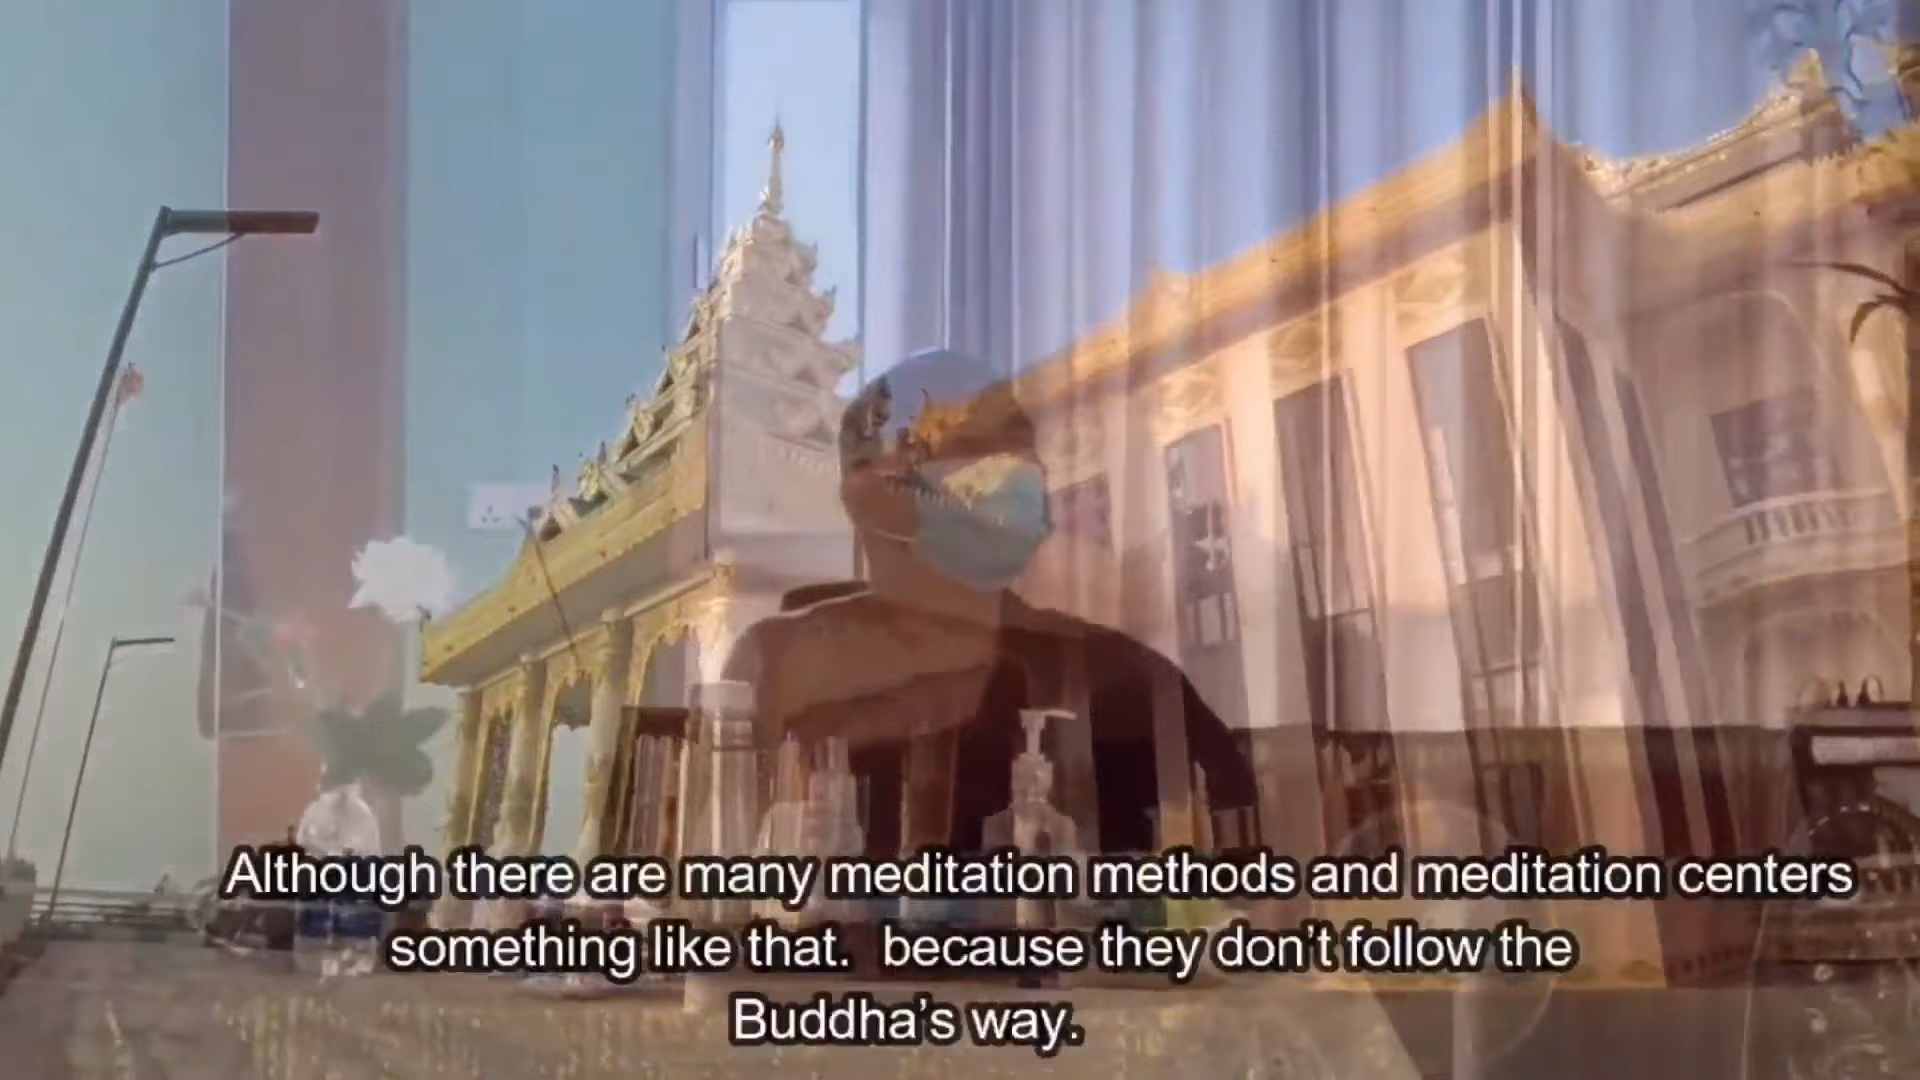 Although there are many meditation methods and meditation centers
something like that.  because they don't follow the
Buddha's way.